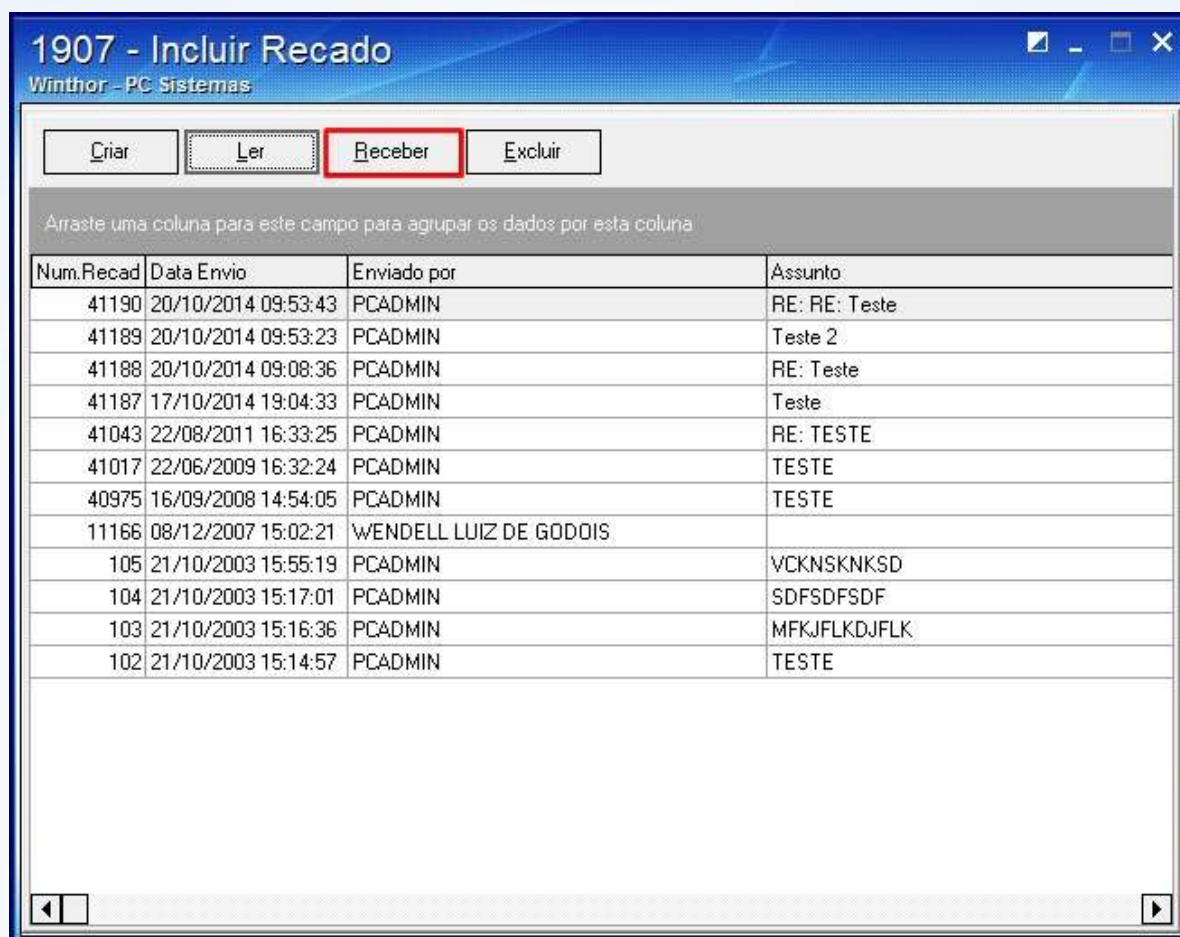 1907 - Incluir Recado
Winthor - PC Sistemas
Criar Ler Receber Excluir
Arraste uma coluna para este campo para agrupar os dados por esta coluna
Num.Recad Data Envio Enviado por Assunto
41190 20/10/2014 09:53:43 PCADMIN RE: RE: Teste
41189 20/10/2014 09:53:23 PCADMIN Teste 2
41188 20/10/2014 09:08:36 PCADMIN RE: Teste
41187 17/10/2014 19:04:33 PCADMIN Teste
41043 22/08/2011 16:33:25 PCADMIN RE: TESTE
41017 22/06/2009 16:32:24 PCADMIN TESTE
40975 16/09/2008 14:54:05 PCADMIN TESTE
11166 08/12/2007 15:02:21 WENDELL LUIZ DE GODOIS
105 21/10/2003 15:55:19 PCADMIN VCKNSKNKSD
104 21/10/2003 15:17:01 PCADMIN SDFSDFSDF
103 21/10/2003 15:16:36 PCADMIN MFKJFLKDJFLK
102 21/10/2003 15:14:57 PCADMIN TESTE